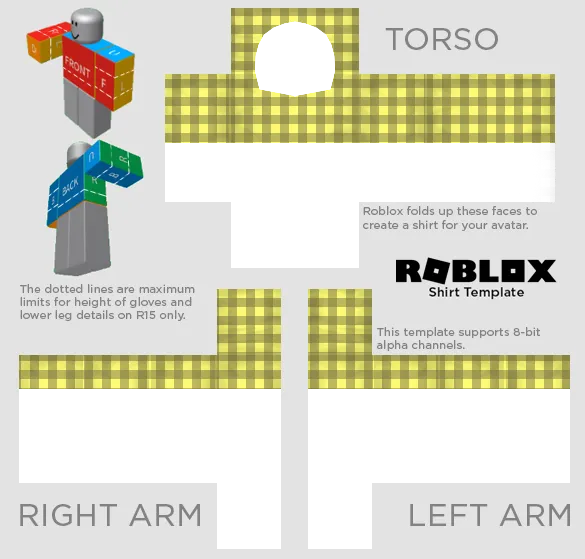 TORSO
FRONT
F
L
R
U
BACK
R
B
U
Roblox folds up these faces to
create a shirt for your avatar.
ROBLOX
Shirt Template
The dotted lines are maximum
limits for height of gloves and
lower leg details on R15 only.
This template supports 8-bit
alpha channels.
RIGHT ARM
LEFT ARM